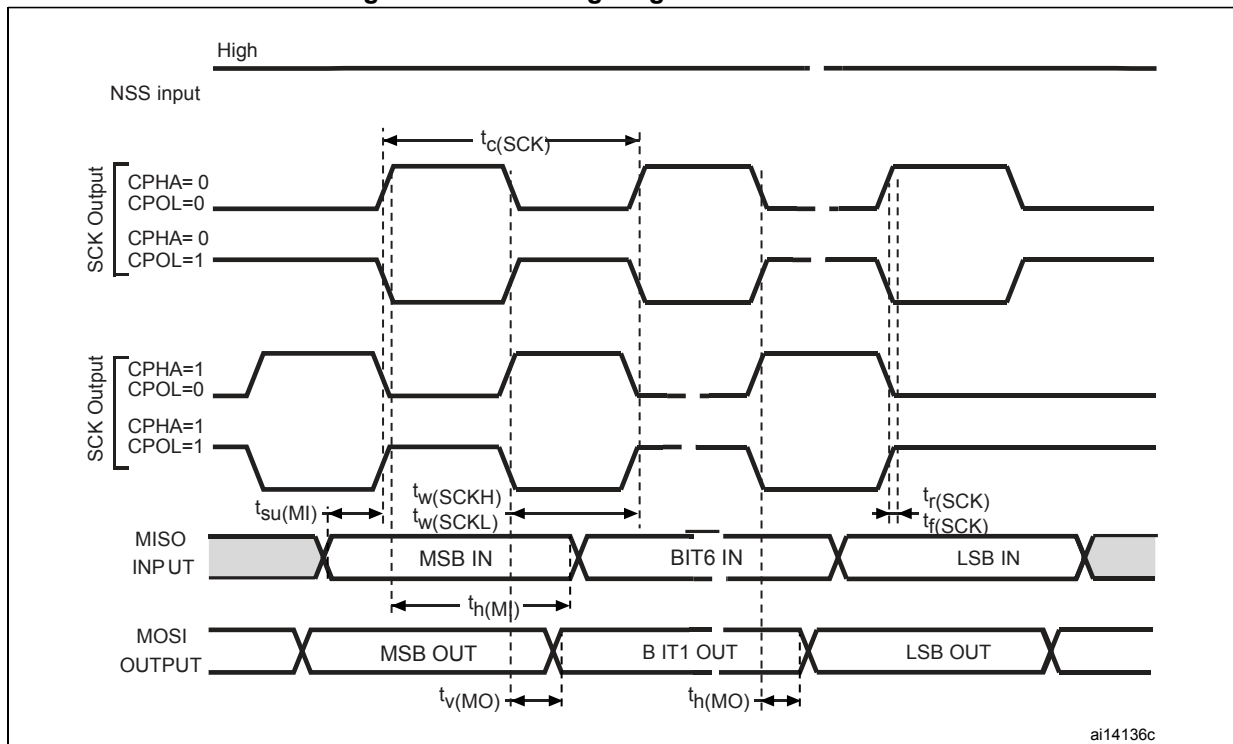 High
NSS input
tc(SCK)
SCK Output
CPHA= 0
CPOL=0
CPHA= 0
CPOL=1
SCK Output
CPHA=1
CPOL=0
CPHA=1
CPOL=1
tsu(MI)
tw(SCKH)
tw(SCKL)
tr(SCK)
tf(SCK)
MISO
INPUT
MSB IN
BIT6 IN
LSB IN
th(MI)
MOSI
OUTPUT
MSB OUT
B IT1 OUT
LSB OUT
tv(MO)
th(MO)
ai14136c